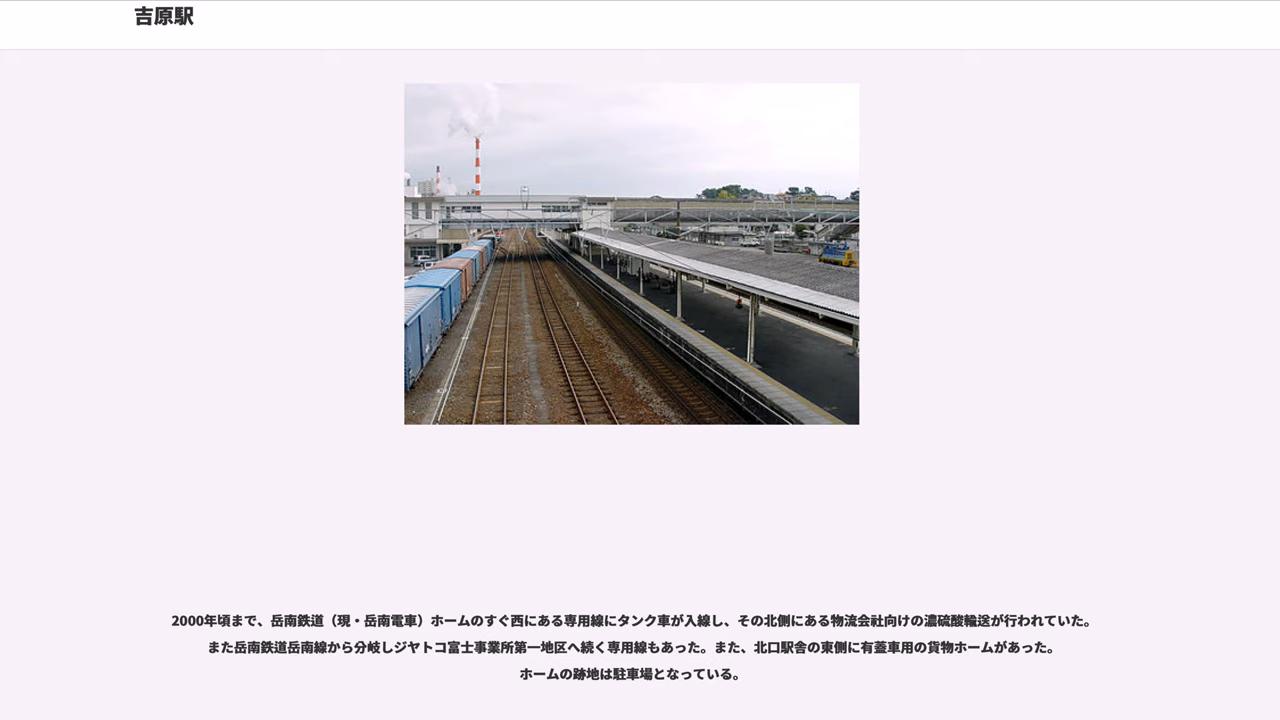 吉原駅
2000年頃まで、岳南鉄道（現・岳南電車）ホームのすぐ西にある専用線にタンク車が入線し、その北側にある物流会社向けの濃硫酸輸送が行われていた。
また岳南鉄道岳南線から分岐しジヤトコ富士事業所第一地区へ続く専用線もあった。また、北口駅舎の東側に有蓋車用の貨物ホームがあった。
ホームの跡地は駐車場となっている。